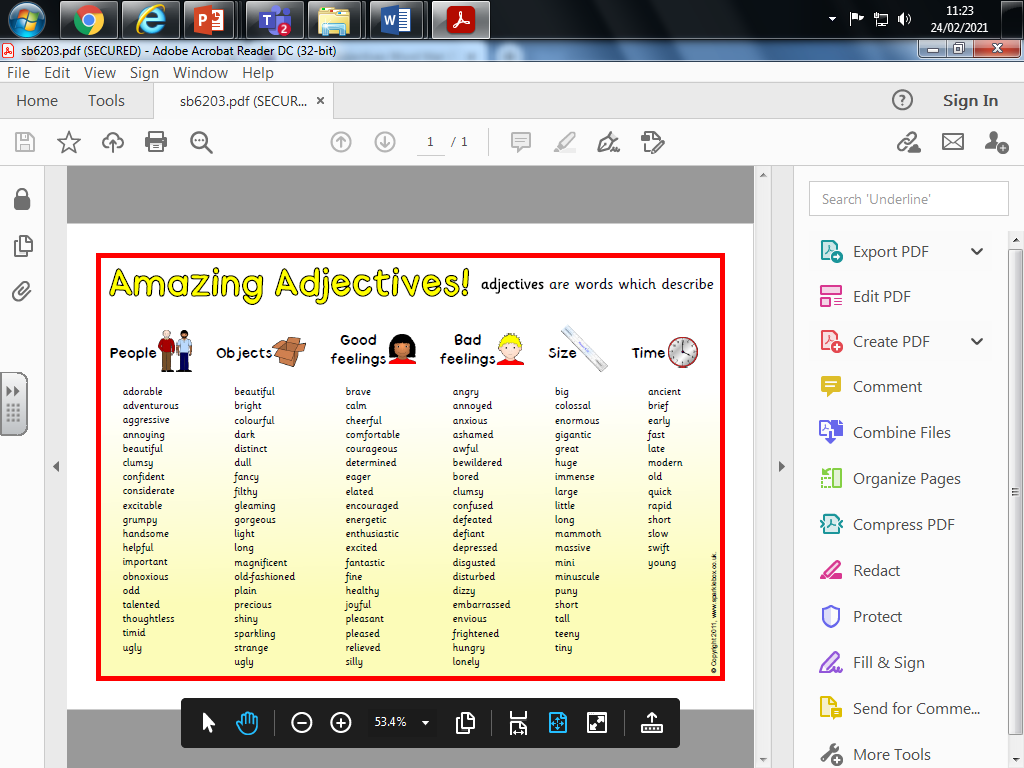 11:23
24/02/2021
sb6203.pdf (SECURED) - Adobe Acrobat Reader DC (32-bit)
File Edit View Sign Window Help
Home Tools sb6203.pdf (SECUR... × Sign In
1 / 1
Search 'Underline'
Export PDF
Edit PDF
Create PDF
Comment
Combine Files
Organize Pages
Compress PDF
Redact
Protect
Fill & Sign
Send for Comme...
More Tools
Amazing Adjectives! adjectives are words which describe
People
adorable
adventurous
aggressive
annoying
beautiful
clumsy
confident
considerate
excitable
grumpy
handsome
helpful
important
obnoxious
odd
talented
thoughtless
timid
ugly
Objects
beautiful
bright
colourful
dark
distinct
dull
fancy
filthy
gleaming
gorgeous
light
long
magnificent
old-fashioned
plain
precious
shiny
sparkling
strange
ugly
Good
feelings
brave
calm
cheerful
comfortable
courageous
determined
eager
elated
encouraged
energetic
enthusiastic
excited
fantastic
fine
healthy
joyful
pleasant
pleased
relieved
silly
Bad
feelings
angry
annoyed
anxious
ashamed
awful
bewildered
bored
clumsy
confused
defeated
defiant
depressed
disgusted
disturbed
dizzy
embarrassed
envious
frightened
hungry
lonely
Size
big
colossal
enormous
gigantic
great
huge
immense
large
little
long
mammoth
massive
mini
minuscule
puny
short
tall
teeny
tiny
Time
ancient
brief
early
fast
late
modern
old
quick
rapid
short
slow
swift
young
© Copyright 2011, www.sparklebox.co.uk
53.4%